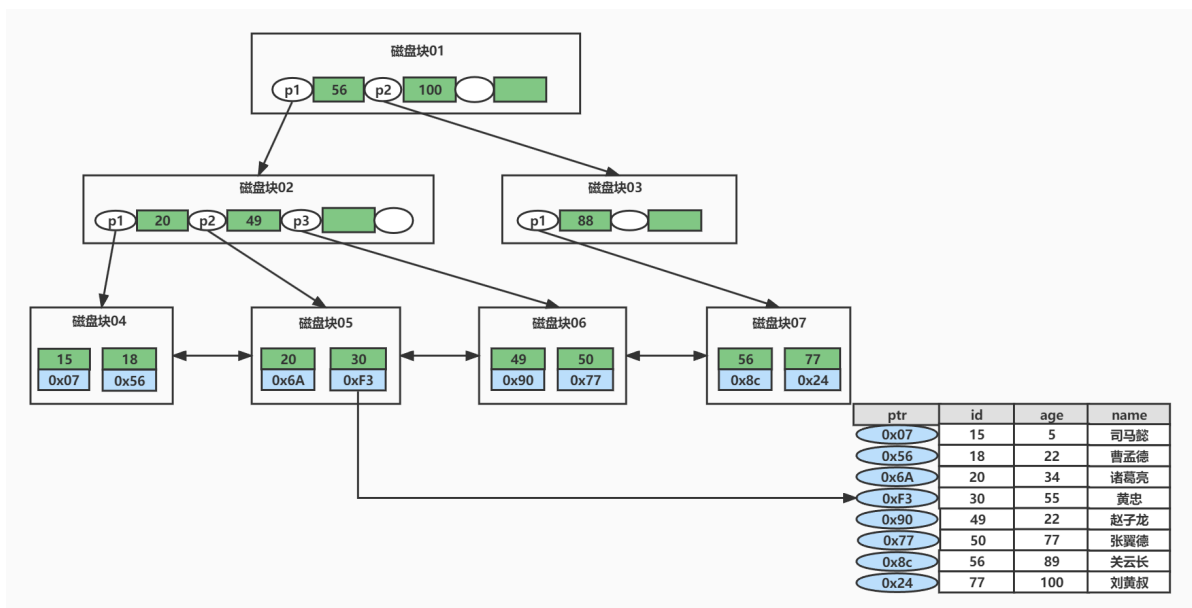 磁盘块01
p1 56 p2 100
磁盘块02
p1 20 p2 49 p3
磁盘块03
p1 88
磁盘块04
15 18
0x07 0x56
磁盘块05
20 30
0x6A 0xF3
磁盘块06
49 50
0x90 0x77
磁盘块07
56 77
0x8c 0x24
ptr id age name
0x07 15 5 司马懿
0x56 18 22 曹孟德
0x6A 20 34 诸葛亮
0xF3 30 55 黄忠
0x90 49 22 赵子龙
0x77 50 77 张翼德
0x8c 56 89 关云长
0x24 77 100 刘黄叔